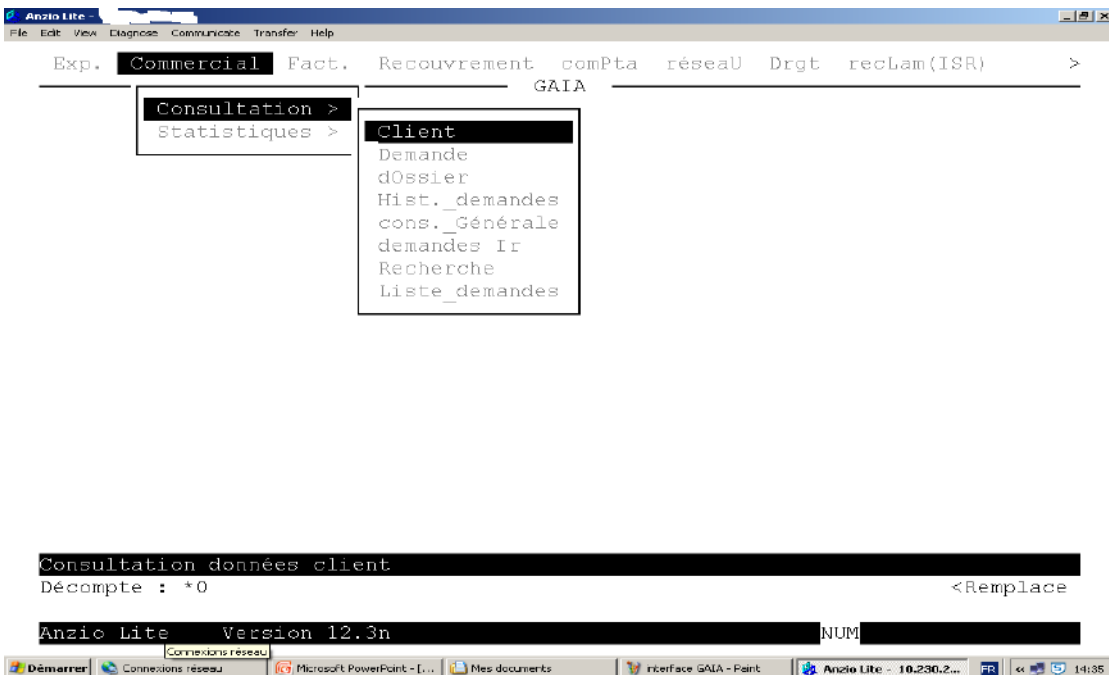 Anzio Lite -
File Edit View Diagnose Communicate Transfer Help
Exp. Commercial Fact. Recouvrement comPta réseaU Drgt recLam(ISR) >
GAIA
Consultation >
Statistiques >
Client
Demande
dOssier
Hist._demandes
cons._Générale
demandes Ir
Recherche
Liste_demandes
Consultation données client
Décompte : *0 <Remplace
Anzio Lite Version 12.3n NUM
Connexions réseau
Démarrer Connexions réseau Microsoft PowerPoint - [... Mes documents interface GAIA - Paint Anzio Lite - 10.230.2... FR « 14:35